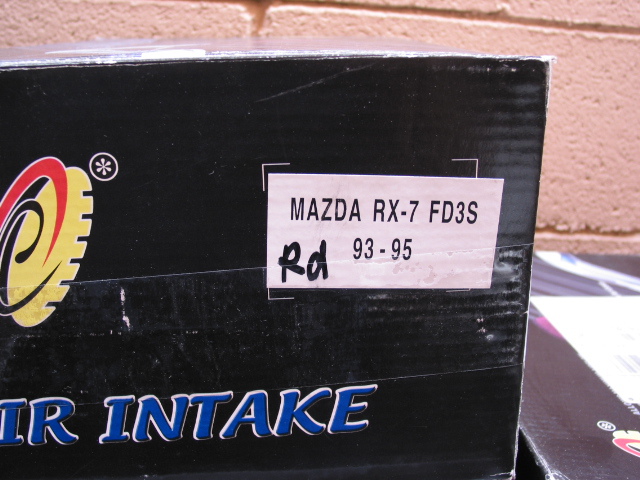 MAZDA RX-7 FD3S
93-95
Rd
IR INTAKE